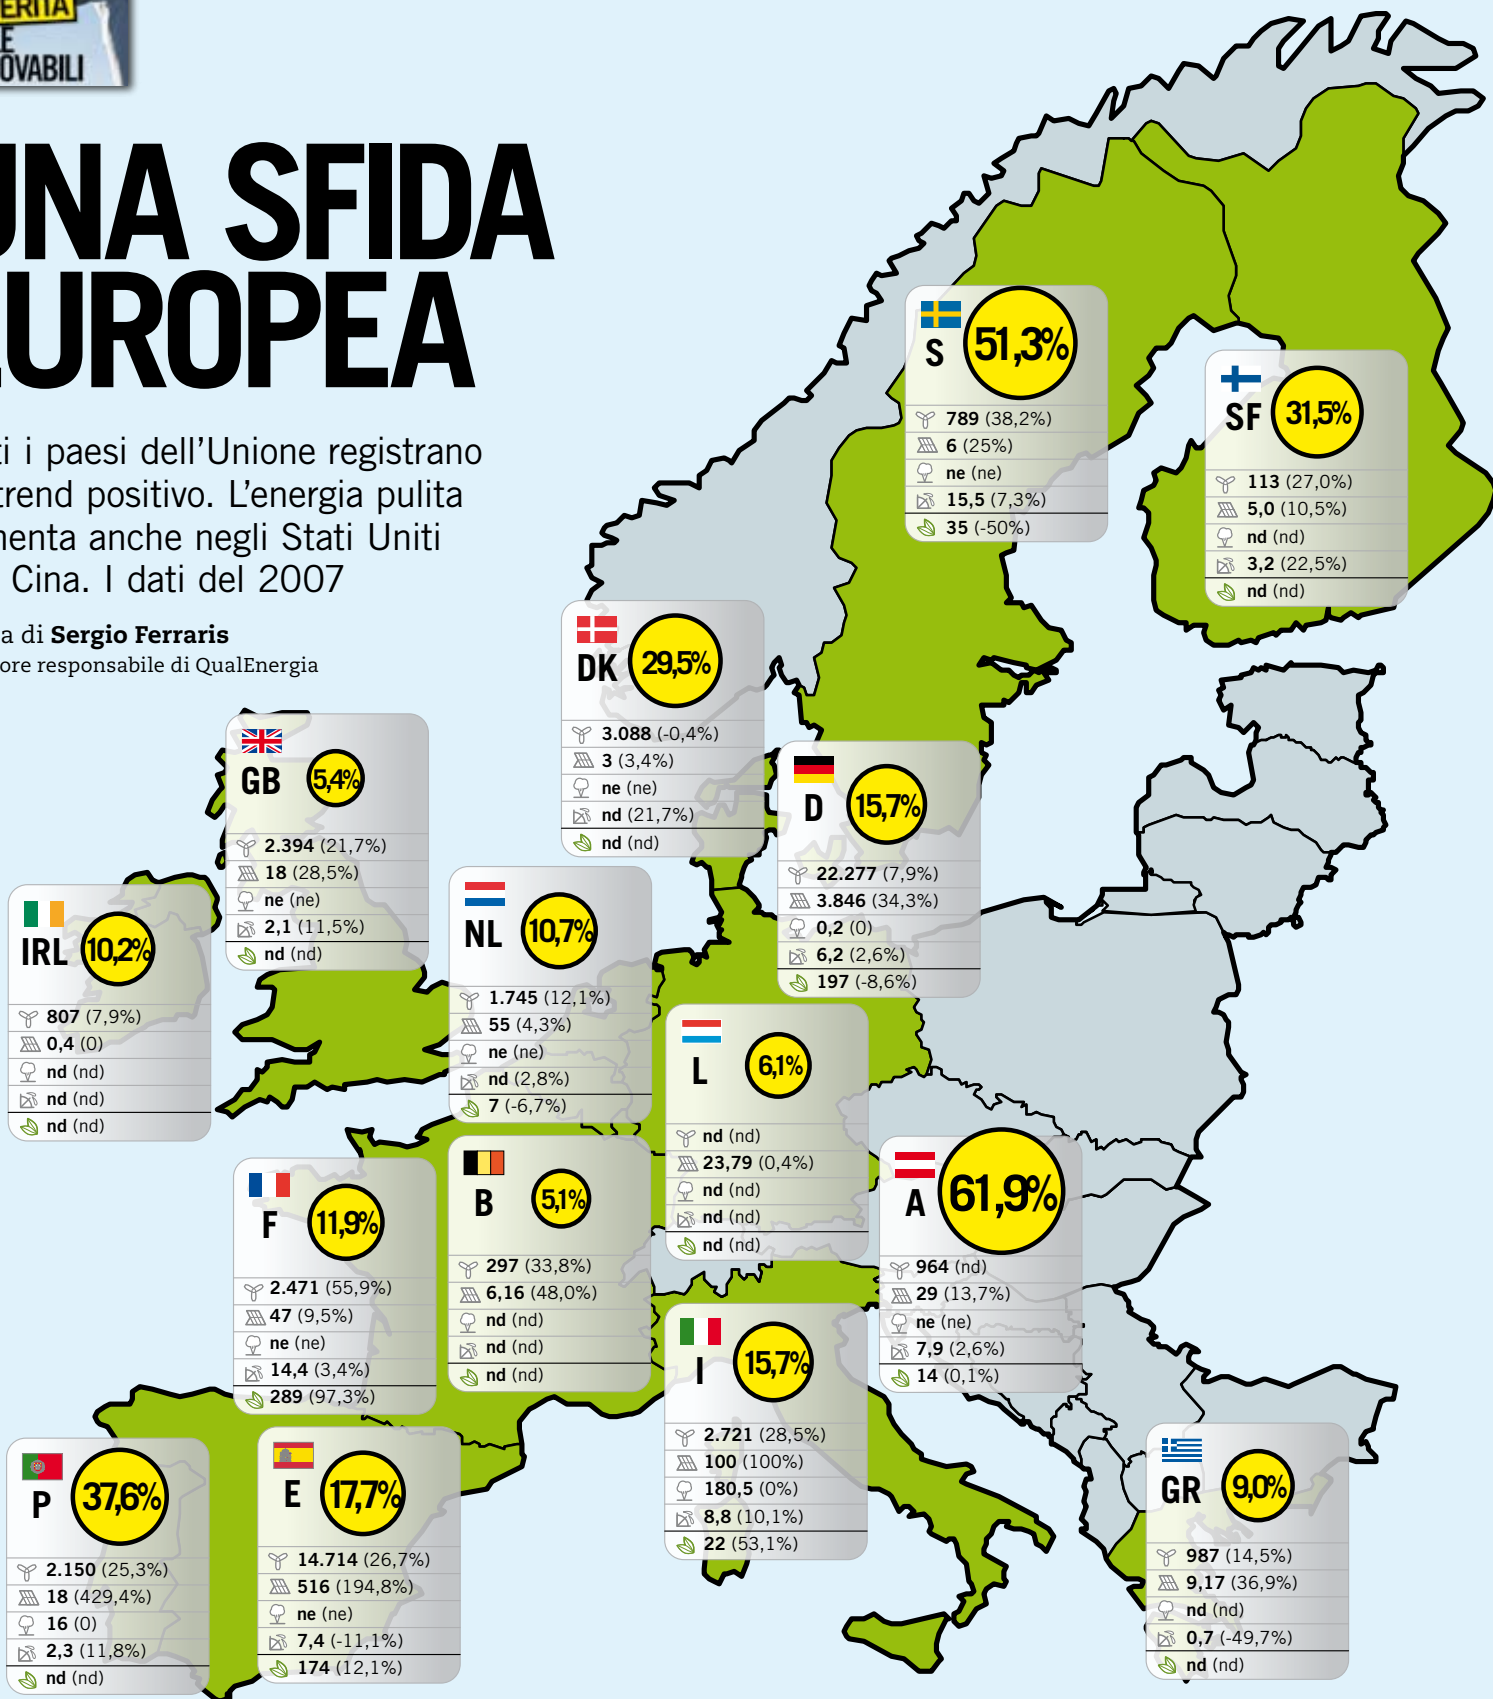 E
OVABILI
UNA SFIDA
EUROPEA
i paesi dell'Unione registrano
trend positivo. L'energia pulita
anche negli Stati Uniti
Cina. I dati del 2007
a di Sergio Ferraris
ore responsabile di QualEnergia
S 51,3%
789 (38,2%)
6 (25%)
ne (ne)
15,5 (7,3%)
35 (-50%)
SF 31,5%
113 (27,0%)
5,0 (10,5%)
nd (nd)
3,2 (22,5%)
nd (nd)
DK 29,5%
3.088 (-0,4%)
3 (3,4%)
ne (ne)
nd (21,7%)
nd (nd)
GB 5,4%
2.394 (21,7%)
18 (28,5%)
ne (ne)
2,1 (11,5%)
nd (nd)
D 15,7%
22.277 (7,9%)
3.846 (34,3%)
0,2 (0)
6,2 (2,6%)
197 (-8,6%)
IRL 10,2%
807 (7,9%)
0,4 (0)
nd (nd)
nd (nd)
nd (nd)
NL 10,7%
1.745 (12,1%)
55 (4,3%)
ne (ne)
nd (2,8%)
7 (-6,7%)
L 6,1%
nd (nd)
23,79 (0,4%)
nd (nd)
nd (nd)
nd (nd)
F 11,9%
2.471 (55,9%)
47 (9,5%)
ne (ne)
14,4 (3,4%)
289 (97,3%)
B 5,1%
297 (33,8%)
6,16 (48,0%)
nd (nd)
nd (nd)
nd (nd)
A 61,9%
964 (nd)
29 (13,7%)
ne (ne)
7,9 (2,6%)
14 (0,1%)
I 15,7%
2.721 (28,5%)
100 (100%)
180,5 (0%)
8,8 (10,1%)
22 (53,1%)
P 37,6%
2.150 (25,3%)
18 (429,4%)
16 (0)
2,3 (11,8%)
nd (nd)
E 17,7%
14.714 (26,7%)
516 (194,8%)
ne (ne)
7,4 (-11,1%)
174 (12,1%)
GR 9,0%
987 (14,5%)
9,17 (36,9%)
nd (nd)
0,7 (-49,7%)
nd (nd)